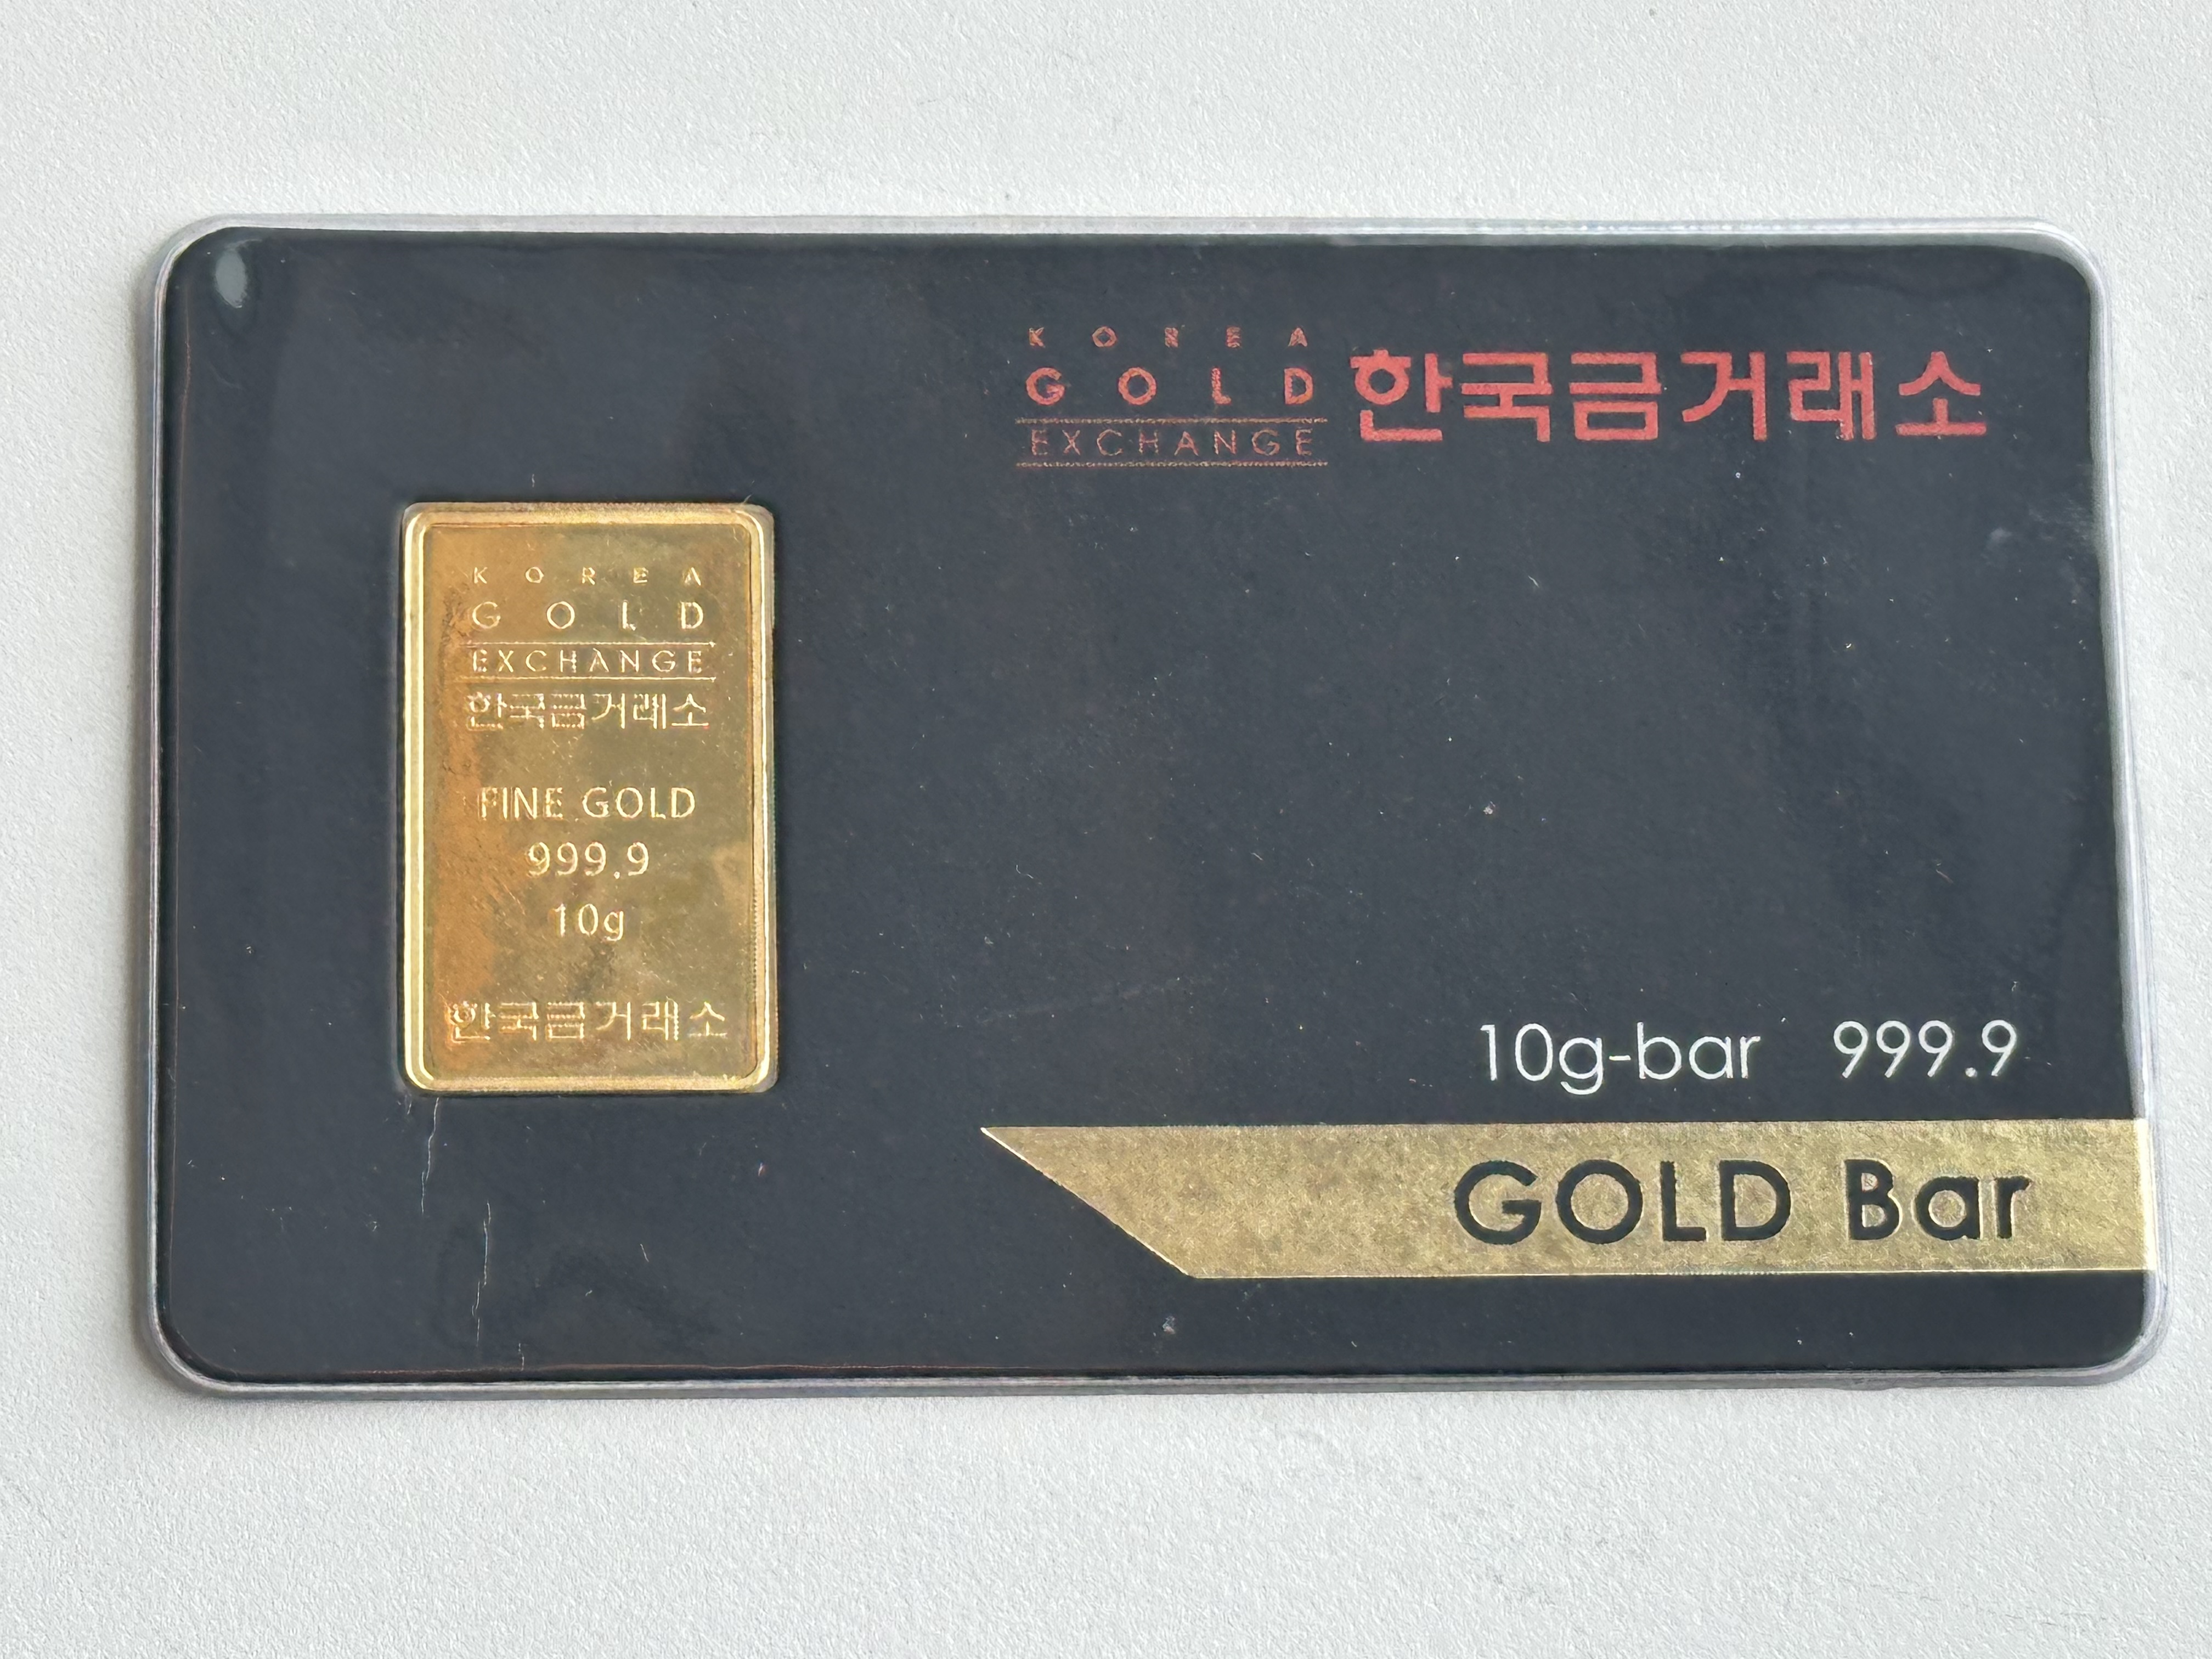 KOREA
GOLD
EXCHANGE
한국금거래소
KOREA
GOLD
EXCHANGE
한국금거래소
FINE GOLD
999.9
10g
한국금거래소
10g-bar 999.9
GOLD Bar